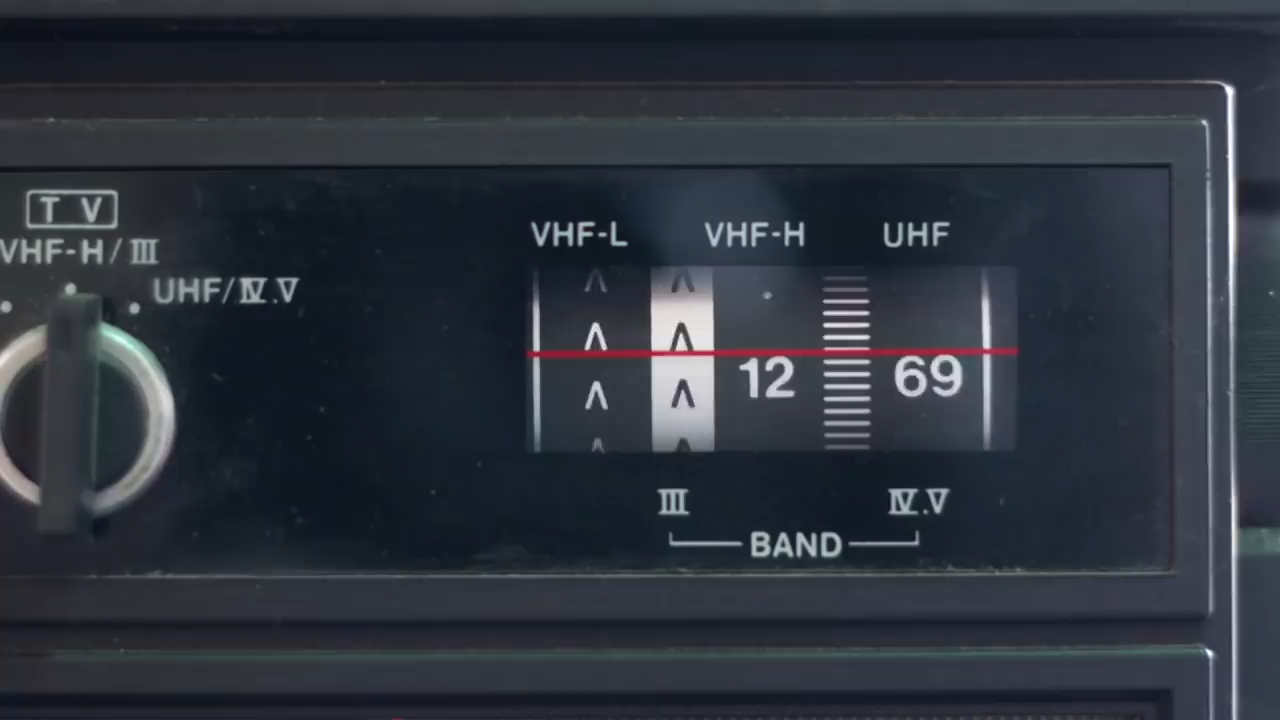 TV
VHF-H/III
UHF/IV.V
VHF-L VHF-H UHF
12 69
III IV.V
BAND